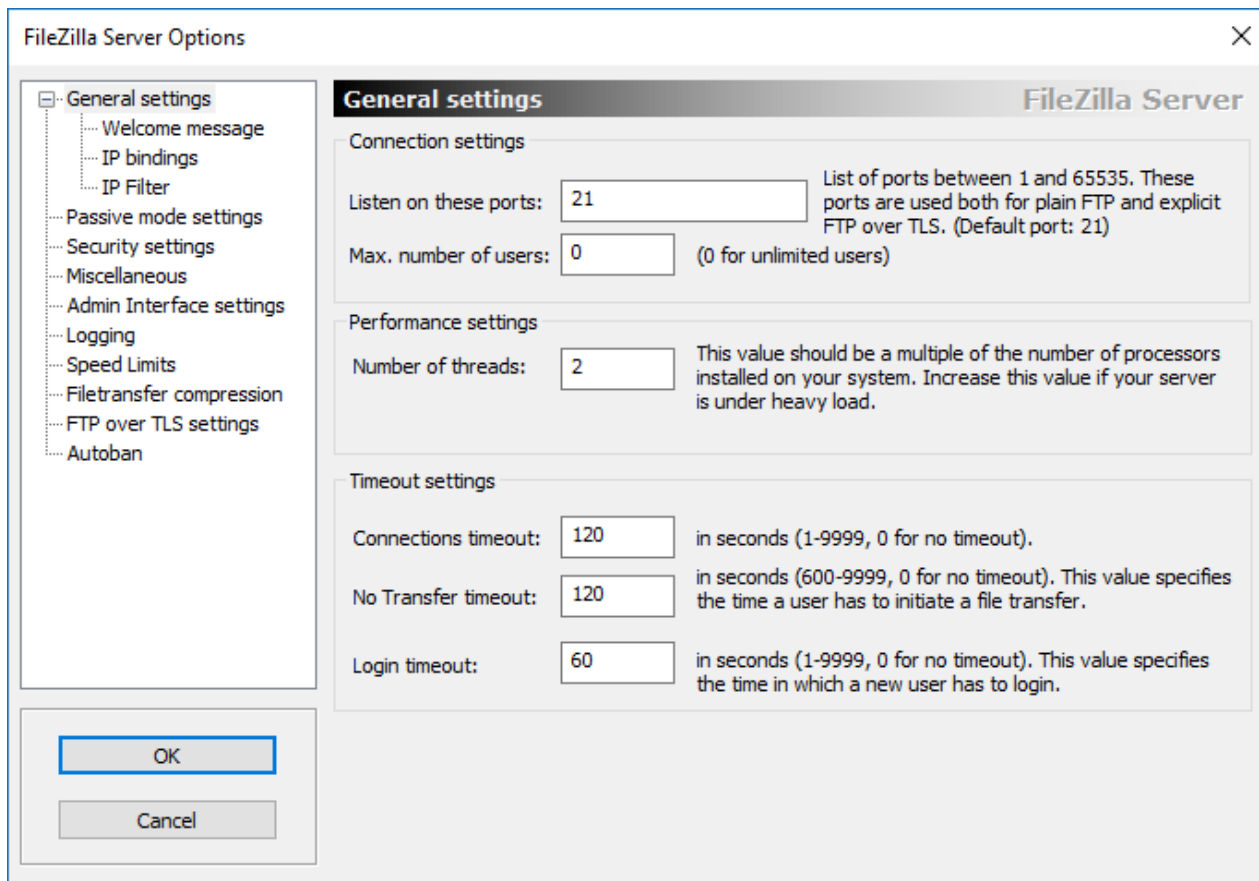 FileZilla Server Options
General settings
Welcome message
IP bindings
IP Filter
Passive mode settings
Security settings
Miscellaneous
Admin Interface settings
Logging
Speed Limits
Filetransfer compression
FTP over TLS settings
Autoban
OK
Cancel
General settings FileZilla Server
Connection settings
Listen on these ports: 21
List of ports between 1 and 65535. These
ports are used both for plain FTP and explicit
FTP over TLS. (Default port: 21)
Max. number of users: 0 (0 for unlimited users)
Performance settings
Number of threads: 2
This value should be a multiple of the number of processors
installed on your system. Increase this value if your server
is under heavy load.
Timeout settings
Connections timeout: 120 in seconds (1-9999, 0 for no timeout).
No Transfer timeout: 120
in seconds (600-9999, 0 for no timeout). This value specifies
the time a user has to initiate a file transfer.
Login timeout: 60
in seconds (1-9999, 0 for no timeout). This value specifies
the time in which a new user has to login.